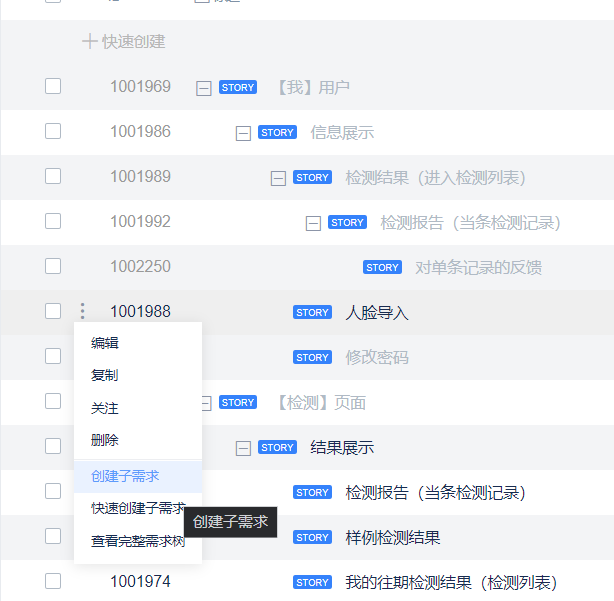 快速创建
1001969 STORY 【我】用户
1001986 STORY 信息展示
1001989 STORY 检测结果（进入检测列表）
1001992 STORY 检测报告（当条检测记录）
1002250 STORY 对单条记录的反馈
1001988 STORY 人脸导入
编辑
STORY 修改密码
复制
关注
STORY 【检测】页面
删除
STORY 结果展示
创建子需求
STORY 检测报告（当条检测记录）
快速创建子需求
创建子需求
查看完整需求树
STORY 样例检测结果
1001974 STORY 我的往期检测结果（检测列表）